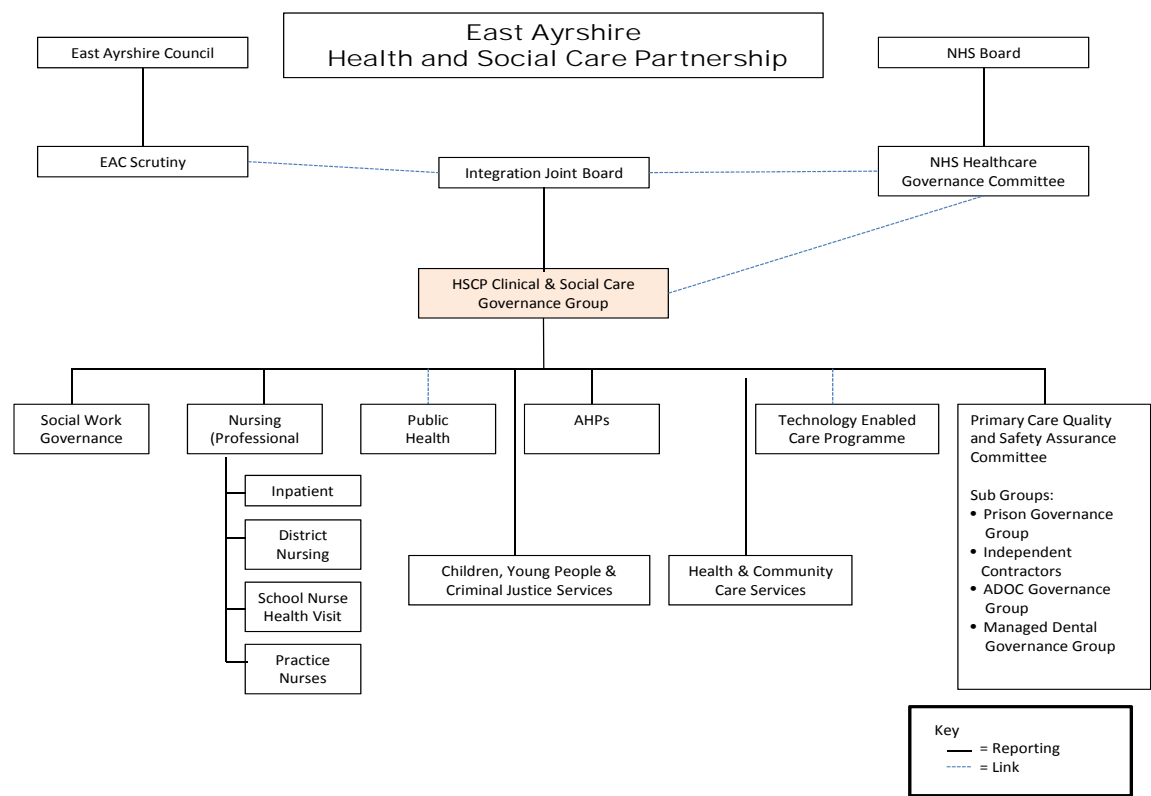 East Ayrshire
Health and Social Care Partnership
East Ayrshire Council
NHS Board
EAC Scrutiny
Integration Joint Board
NHS Healthcare
Governance Committee
HSCP Clinical & Social Care
Governance Group
Social Work
Governance
Nursing
(Professional
Public
Health
AHPs
Technology Enabled
Care Programme
Primary Care Quality
and Safety Assurance
Committee
Sub Groups:
• Prison Governance
Group
• Independent
Contractors
• ADOC Governance
Group
• Managed Dental
Governance Group
Inpatient
District
Nursing
School Nurse
Health Visit
Practice
Nurses
Children, Young People &
Criminal Justice Services
Health & Community
Care Services
Key
= Reporting
= Link